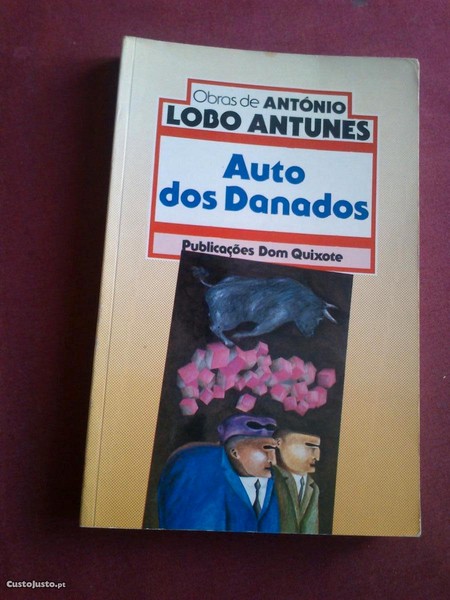 Obras de ANTÓNIO
LOBO ANTUNES
Auto
dos Danados
Publicações Dom Quixote
CustoJusto.pt